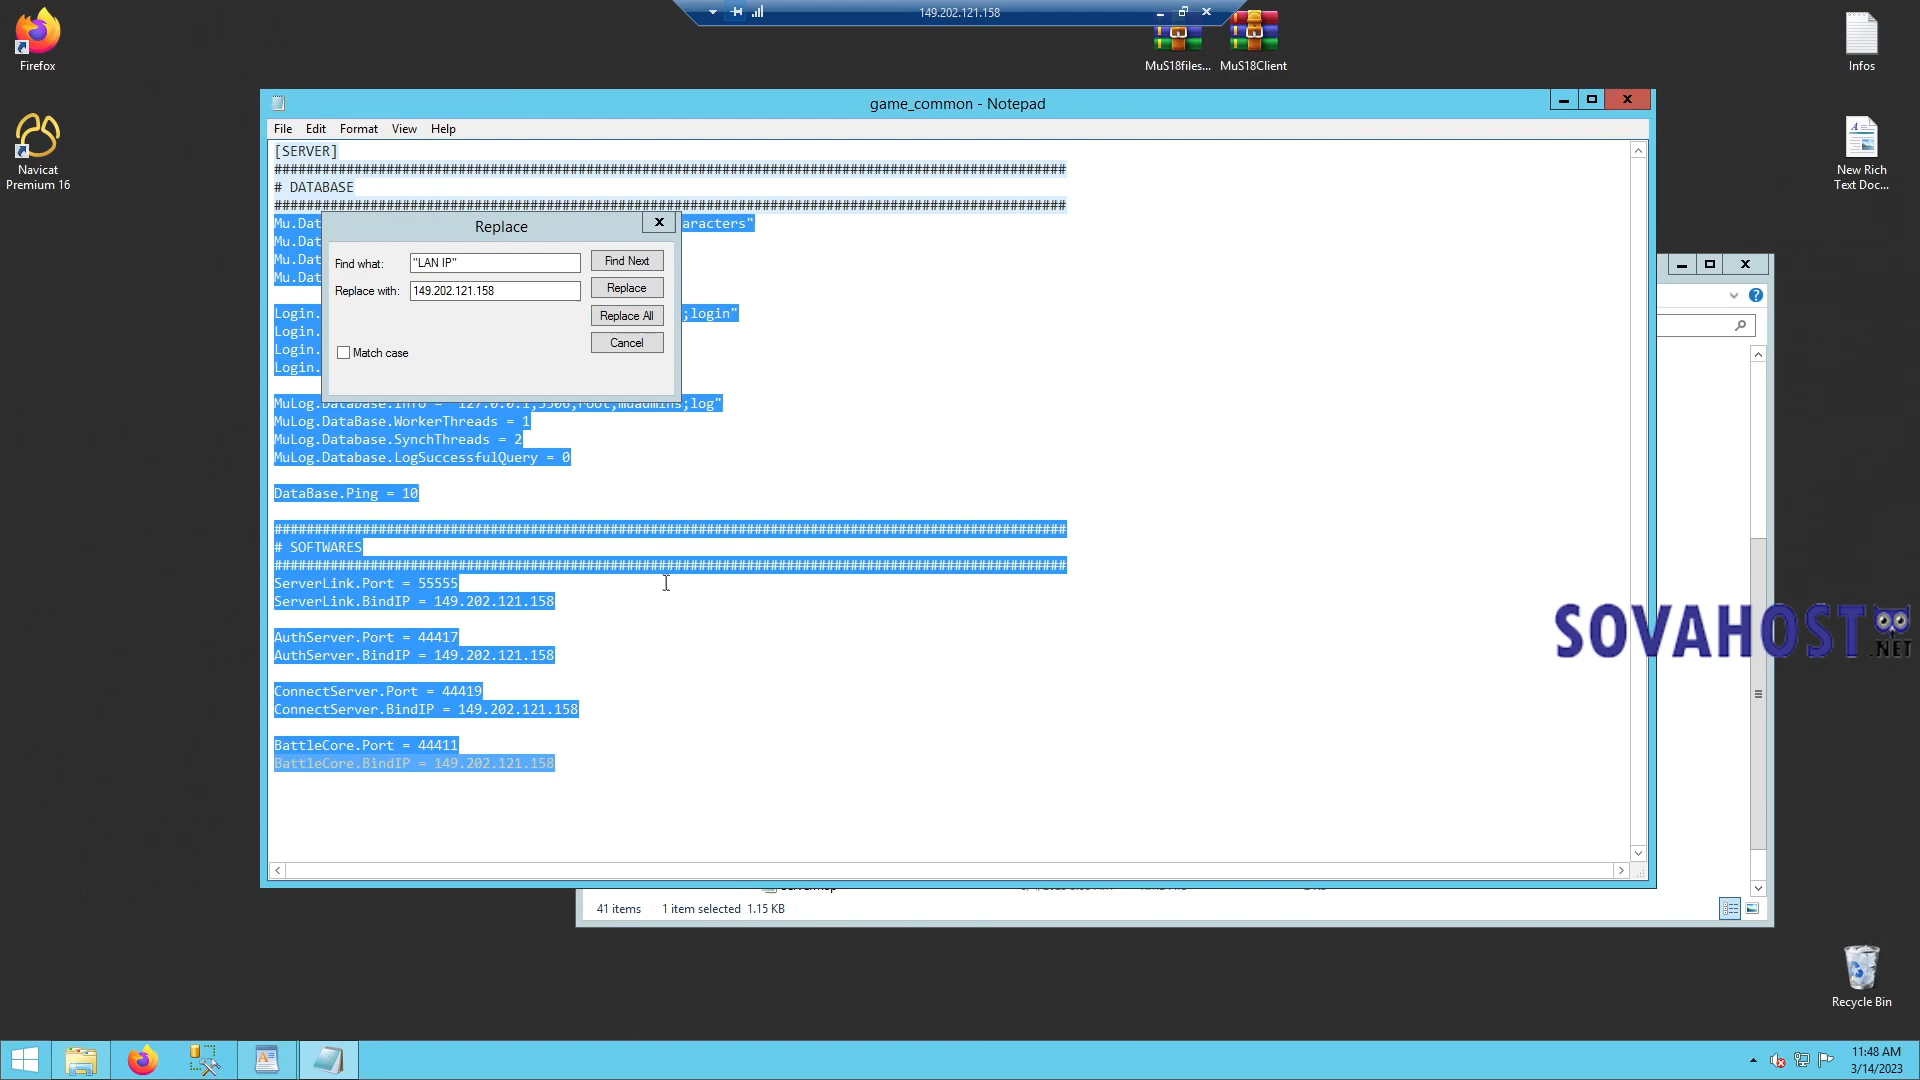 149.202.121.158
Firefox
MuS18files...
MuS18Client
Infos
game_common - Notepad
File Edit Format View Help
[SERVER]
###################################################################################################
# DATABASE
###################################################################################################
Mu.Dat
aracters"
Mu.Dat
Mu.Dat
Mu.Dat
Replace
Find what: "LAN IP"
Find Next
Replace with: 149.202.121.158
Replace
Replace All
Cancel
Match case
Login.
;login"
Login.
Login.
Login.
;log"
MuLog.DataBase.WorkerThreads = 1
MuLog.Database.SynchThreads = 2
MuLog.Database.LogSuccessfulQuery = 0
DataBase.Ping = 10
###################################################################################################
# SOFTWARES
###################################################################################################
ServerLink.Port = 55555
ServerLink.BindIP = 149.202.121.158
AuthServer.Port = 44417
AuthServer.BindIP = 149.202.121.158
ConnectServer.Port = 44419
ConnectServer.BindIP = 149.202.121.158
BattleCore.Port = 44411
BattleCore.BindIP = 149.202.121.158
Navicat
Premium 16
New Rich
Text Doc...
SOVAHOST
.NET
41 items 1 item selected 1.15 KB
Recycle Bin
11:48 AM
3/14/2023